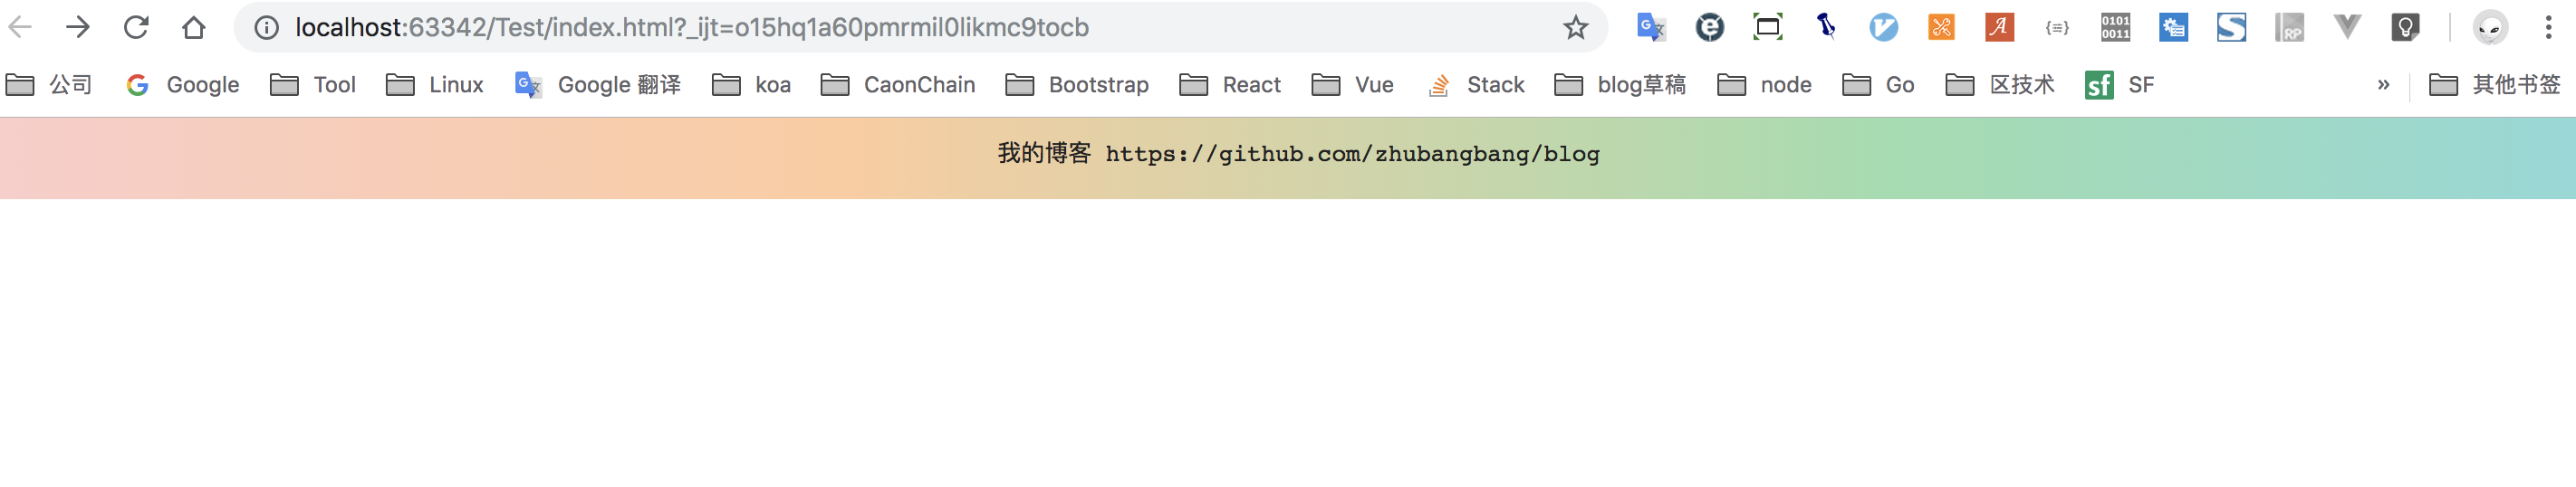 localhost:63342/Test/index.html?_ijt=o15hq1a60pmrmil0likmc9tocb
公司 Google Tool Linux Google 翻译 koa CaonChain Bootstrap React Vue Stack blog草稿 node Go 区技术 SF » 其他书签
我的博客 https://github.com/zhubangbang/blog